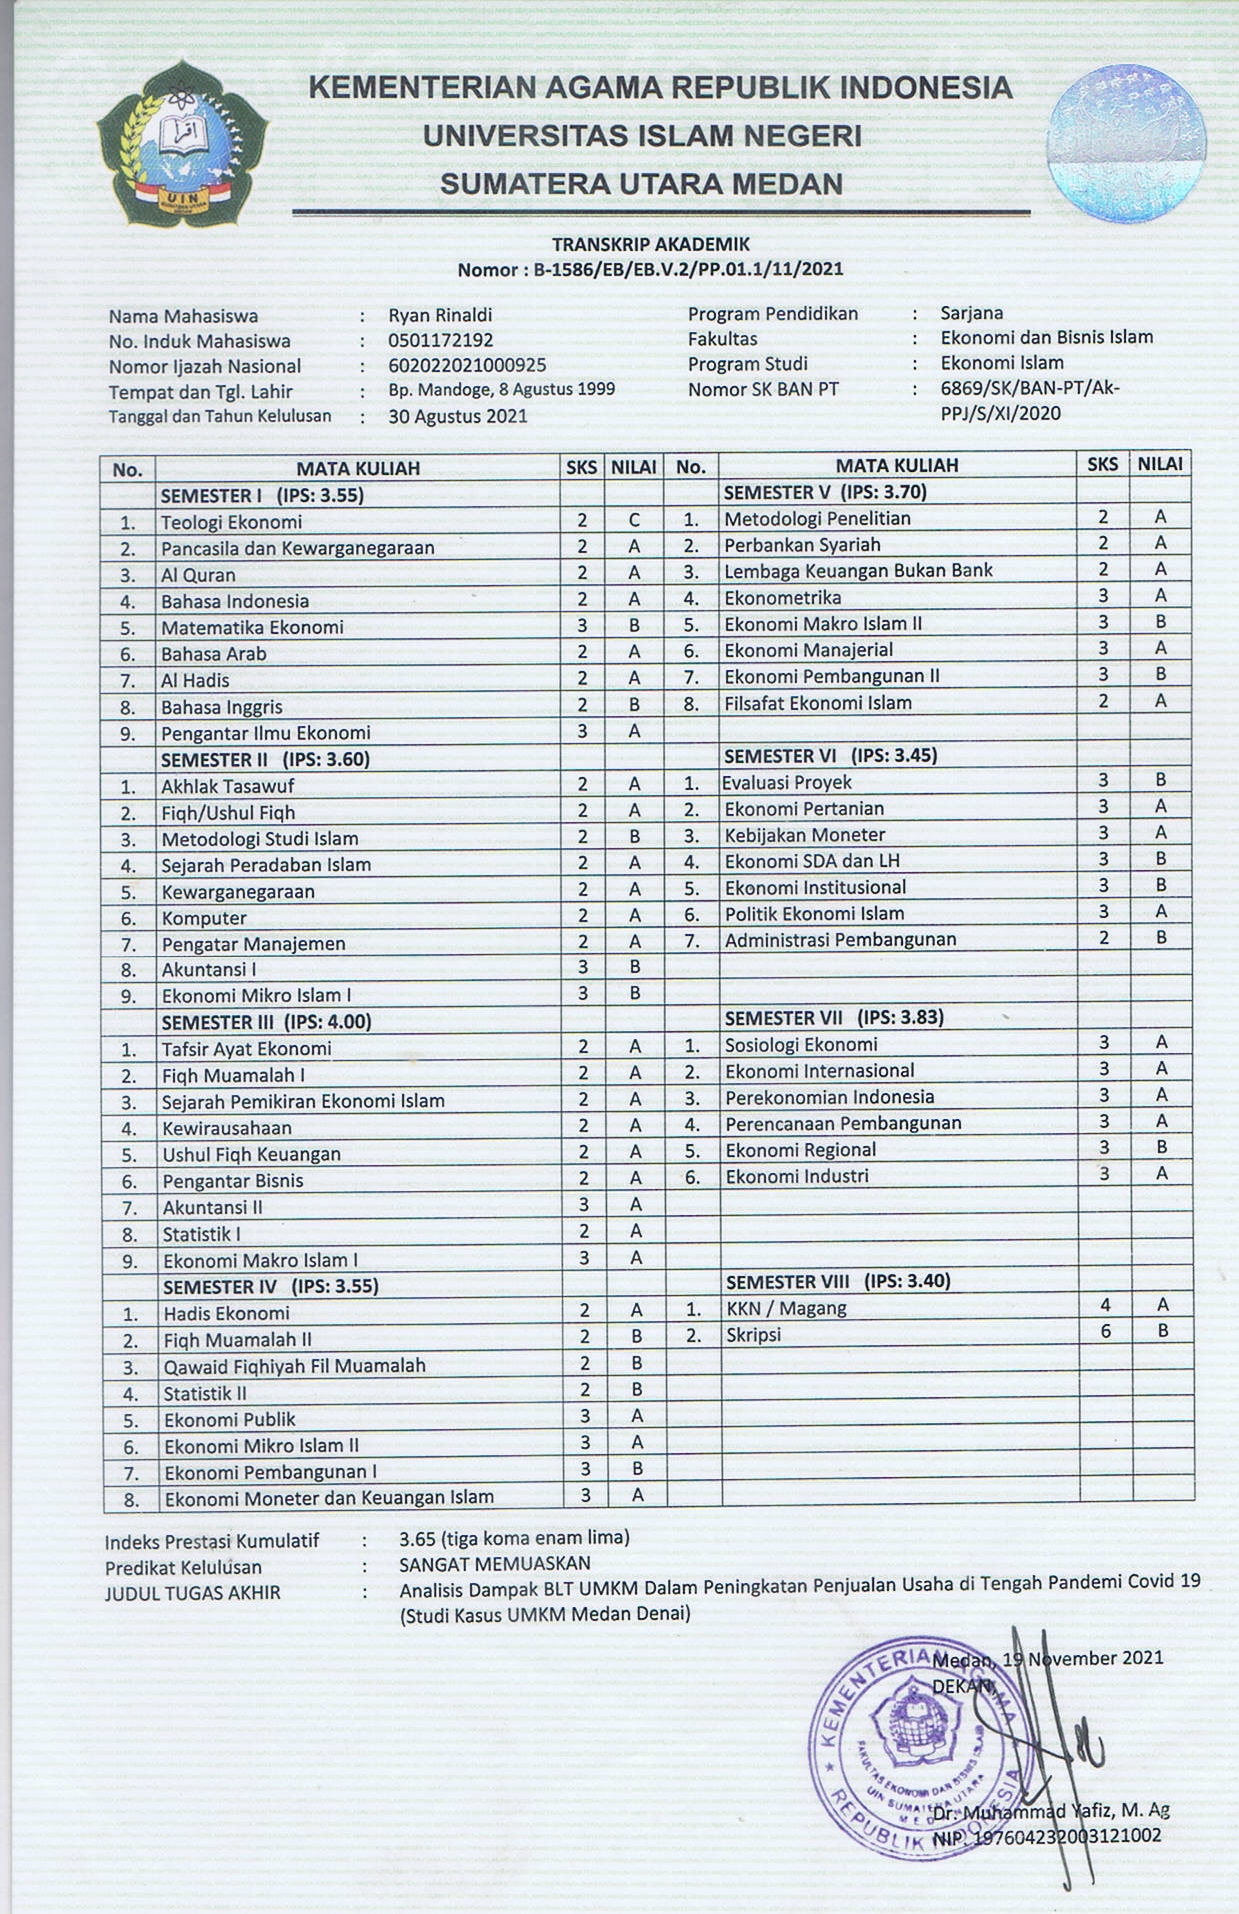 KEMENTERIAN AGAMA REPUBLIK INDONESIA
UNIVERSITAS ISLAM NEGERI
SUMATERA UTARA MEDAN
اقرأ
UIN
SUMATERA UTARA
MEDAN
TRANSKRIP AKADEMIK
Nomor : B-1586/EB/EB.V.2/PP.01.1/11/2021
Nama Mahasiswa : Ryan Rinaldi
No. Induk Mahasiswa : 0501172192
Nomor Ijazah Nasional : 602022021000925
Tempat dan Tgl. Lahir : Bp. Mandoge, 8 Agustus 1999
Tanggal dan Tahun Kelulusan : 30 Agustus 2021
Program Pendidikan : Sarjana
Fakultas : Ekonomi dan Bisnis Islam
Program Studi : Ekonomi Islam
Nomor SK BAN PT : 6869/SK/BAN-PT/Ak-
PPJ/S/XI/2020
No. MATA KULIAH SKS NILAI
SEMESTER I (IPS: 3.55)
1. Teologi Ekonomi 2 C
2. Pancasila dan Kewarganegaraan 2 A
3. Al Quran 2 A
4. Bahasa Indonesia 2 A
5. Matematika Ekonomi 3 B
6. Bahasa Arab 2 A
7. Al Hadis 2 A
8. Bahasa Inggris 2 B
9. Pengantar Ilmu Ekonomi 3 A
SEMESTER II (IPS: 3.60)
1. Akhlak Tasawuf 2 A
2. Fiqh/Ushul Fiqh 2 A
3. Metodologi Studi Islam 2 B
4. Sejarah Peradaban Islam 2 A
5. Kewarganegaraan 2 A
6. Komputer 2 A
7. Pengatar Manajemen 2 A
8. Akuntansi I 3 B
9. Ekonomi Mikro Islam I 3 B
SEMESTER III (IPS: 4.00)
1. Tafsir Ayat Ekonomi 2 A
2. Fiqh Muamalah I 2 A
3. Sejarah Pemikiran Ekonomi Islam 2 A
4. Kewirausahaan 2 A
5. Ushul Fiqh Keuangan 2 A
6. Pengantar Bisnis 2 A
7. Akuntansi II 3 A
8. Statistik I 2 A
9. Ekonomi Makro Islam I 3 A
SEMESTER IV (IPS: 3.55)
1. Hadis Ekonomi 2 A
2. Fiqh Muamalah II 2 B
3. Qawaid Fiqhiyah Fil Muamalah 2 B
4. Statistik II 2 B
5. Ekonomi Publik 3 A
6. Ekonomi Mikro Islam II 3 A
7. Ekonomi Pembangunan I 3 B
8. Ekonomi Moneter dan Keuangan Islam 3 A
No. MATA KULIAH SKS NILAI
SEMESTER V (IPS: 3.70)
1. Metodologi Penelitian 2 A
2. Perbankan Syariah 2 A
3. Lembaga Keuangan Bukan Bank 2 A
4. Ekonometrika 3 A
5. Ekonomi Makro Islam II 3 B
6. Ekonomi Manajerial 3 A
7. Ekonomi Pembangunan II 3 B
8. Filsafat Ekonomi Islam 2 A
SEMESTER VI (IPS: 3.45)
1. Evaluasi Proyek 3 B
2. Ekonomi Pertanian 3 A
3. Kebijakan Moneter 3 A
4. Ekonomi SDA dan LH 3 B
5. Ekonomi Institusional 3 B
6. Politik Ekonomi Islam 3 A
7. Administrasi Pembangunan 2 B
SEMESTER VII (IPS: 3.83)
1. Sosiologi Ekonomi 3 A
2. Ekonomi Internasional 3 A
3. Perekonomian Indonesia 3 A
4. Perencanaan Pembangunan 3 A
5. Ekonomi Regional 3 B
6. Ekonomi Industri 3 A
SEMESTER VIII (IPS: 3.40)
1. KKN / Magang 4 A
2. Skripsi 6 B
Indeks Prestasi Kumulatif : 3.65 (tiga koma enam lima)
Predikat Kelulusan : SANGAT MEMUASKAN
JUDUL TUGAS AKHIR : Analisis Dampak BLT UMKM Dalam Peningkatan Penjualan Usaha di Tengah Pandemi Covid 19
(Studi Kasus UMKM Medan Denai)
Medan, 19 November 2021
DEKAN,
KEMENTERIAN AGAMA
REPUBLIK INDONESIA
FAKULTAS EKONOMI DAN BISNIS ISLAM
UIN SUMATERA UTARA
MEDAN
Dr. Muhammad Yafiz, M. Ag
NIP. 197604232003121002